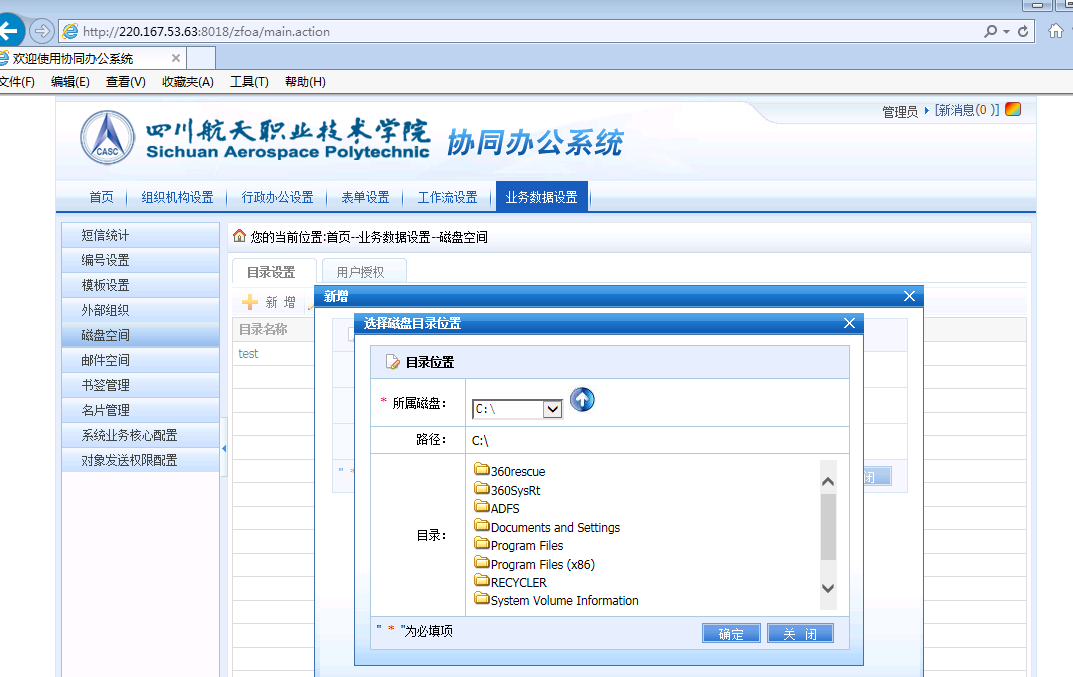 http://220.167.53.63:8018/zfoa/main.action
欢迎使用协同办公系统
文件(F) 编辑(E) 查看(V) 收藏夹(A) 工具(T) 帮助(H)
管理员 [新消息(0 )]
CASC
四川航天职业技术学院
Sichuan Aerospace Polytechnic
协同办公系统
首页 组织机构设置 行政办公设置 表单设置 工作流设置 业务数据设置
短信统计
编号设置
模板设置
外部组织
磁盘空间
邮件空间
书签管理
名片管理
系统业务核心配置
对象发送权限配置
您的当前位置:首页--业务数据设置--磁盘空间
目录设置 用户授权
新 增
目录名称
test
新增
选择磁盘目录位置
目录位置
* 所属磁盘: C:\
路径: C:\
目录:
360rescue
360SysRt
ADFS
Documents and Settings
Program Files
Program Files (x86)
RECYCLER
System Volume Information
" * "为必填项
确定 关 闭
" *
闭